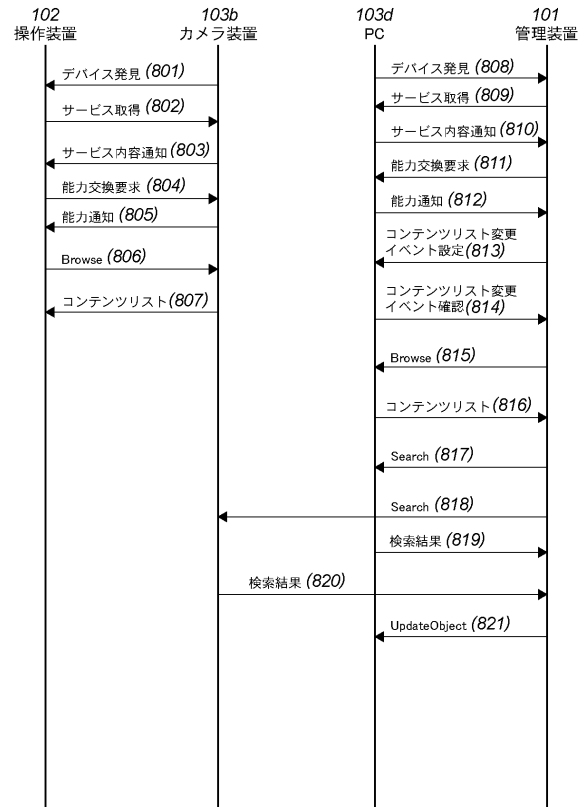 102
操作装置
103b
カメラ装置
103d
PC
101
管理装置
デバイス発見 (801)
サービス取得 (802)
サービス内容通知 (803)
能力交換要求 (804)
能力通知 (805)
Browse (806)
コンテンツリスト(807)
デバイス発見 (808)
サービス取得 (809)
サービス内容通知 (810)
能力交換要求 (811)
能力通知 (812)
コンテンツリスト変更
イベント設定(813)
コンテンツリスト変更
イベント確認(814)
Browse (815)
コンテンツリスト(816)
Search (817)
Search (818)
検索結果 (819)
検索結果 (820)
UpdateObject (821)